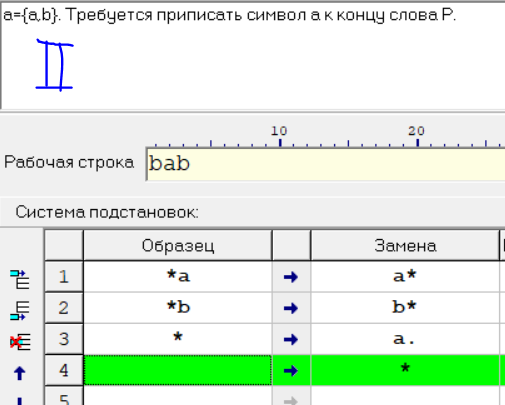 a={a,b}. Требуется приписать символ a к концу слова P.
II
10 20
Рабочая строка bab
Система подстановок:
Образец Замена
1 *a → a*
2 *b → b*
3 * → a.
4 → *
5 →